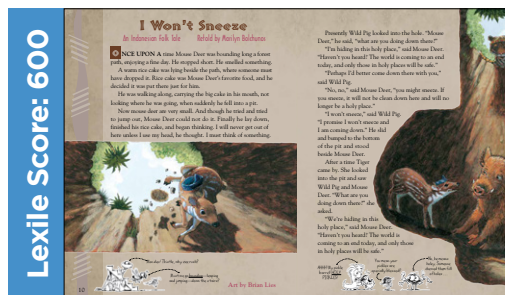 Lexile Score: 600
I Won't Sneeze
An Indonesian Folk Tale Retold by Marilyn Bolchunos
ONCE UPON A time Mouse Deer was bounding long a forest
path, enjoying a fine day. He stopped short. He smelled something.
A warm rice cake was lying beside the path, where someone must
have dropped it. Rice cake was Mouse Deer's favorite food, and he
decided it was put there just for him.
He was walking along, carrying the big cake in his mouth, not
looking where he was going, when suddenly he fell into a pit.
Now mouse deer are very small. And though he tried and tried
to jump out, Mouse Deer could not do it. Finally he lay down,
finished his rice cake, and began thinking. I will never get out of
here unless I use my head, he thought. I must think of something.
12
Art by Brian Lies
Presently Wild Pig looked into the hole. "Mouse
Deer," he said, "what are you doing down there?"
"I'm hiding in this holy place," said Mouse Deer.
"Haven't you heard? The world is coming to an end
today, and only those in holy places will be safe."
"Perhaps I'd better come down there with you,"
said Wild Pig.
"No, no," said Mouse Deer, "you might sneeze. If
you sneeze, it will not be clean down here and will no
longer be a holy place."
"I won't sneeze," said Wild Pig.
"I promise I won't sneeze and
I am coming down." He slid
and bumped to the bottom
of the pit and stood
beside Mouse Deer.
After a time Tiger
came by. She looked
into the pit and saw
Wild Pig and Mouse
Deer. "What are you
doing down there?" she
asked.
"We're hiding in this
holy place," said Mouse Deer.
"Haven't you heard? The world is
coming to an end today, and only those
in holy places will be safe."